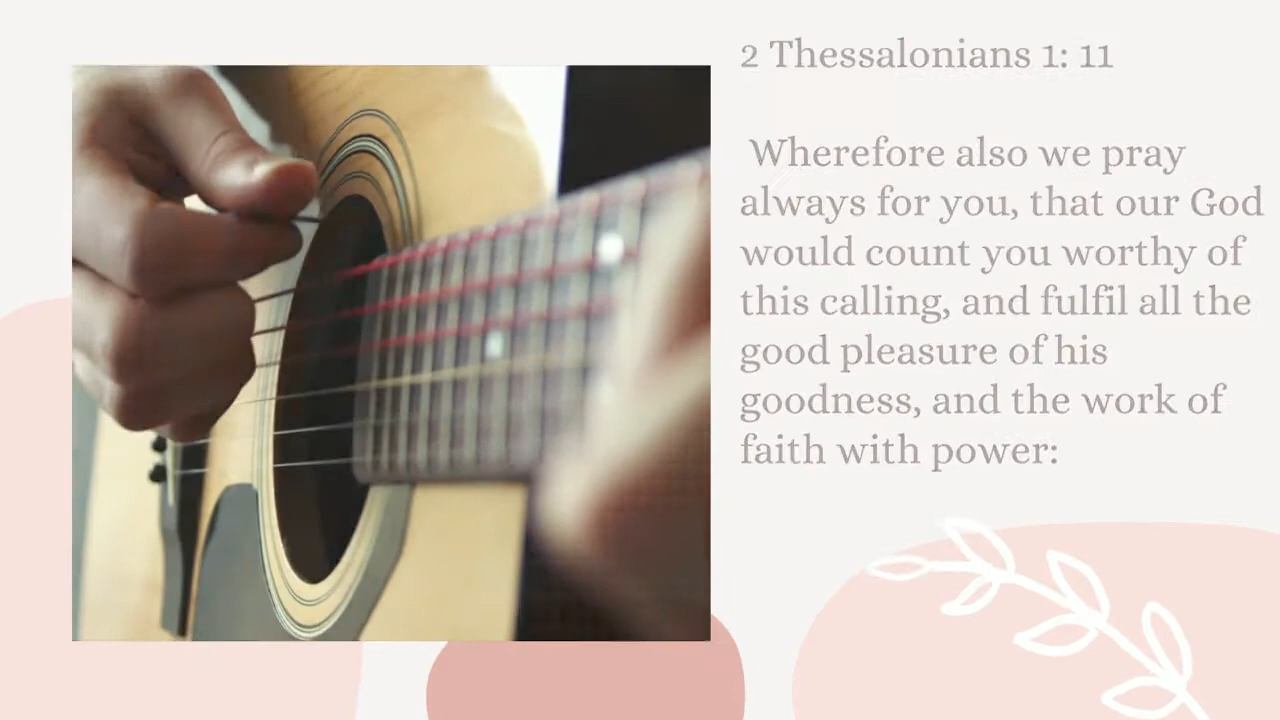 2 Thessalonians 1: 11
Wherefore also we pray
always for you, that our God
would count you worthy of
this calling, and fulfil all the
good pleasure of his
goodness, and the work of
faith with power: